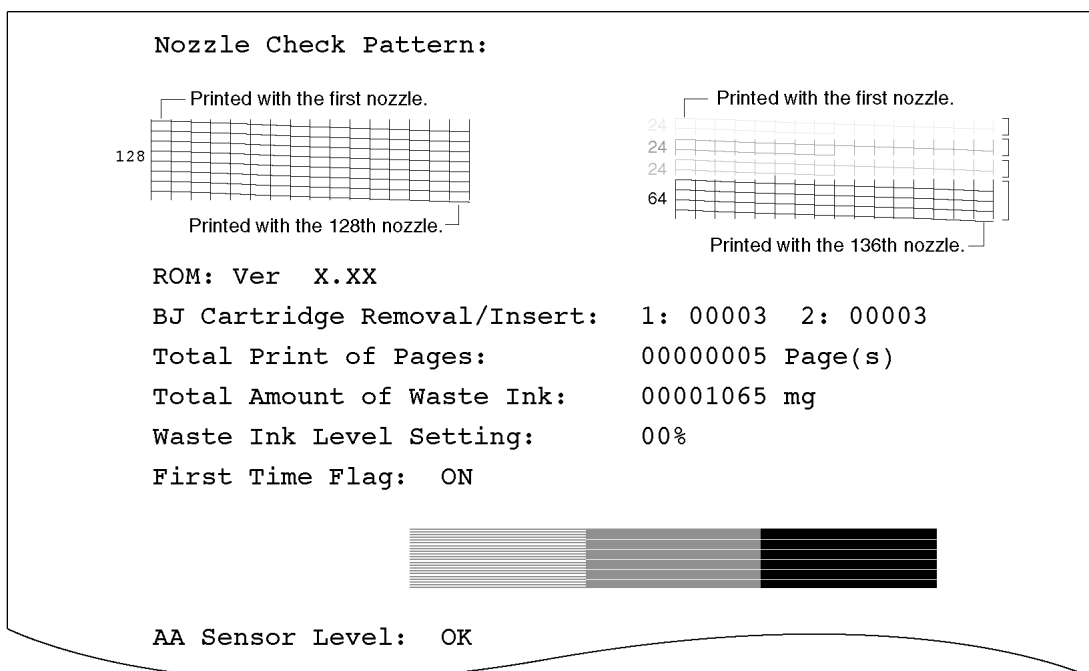 Nozzle Check Pattern:
Printed with the first nozzle.
128
Printed with the 128th nozzle.
Printed with the first nozzle.
24
24
24
64
Printed with the 136th nozzle.
ROM: Ver X.XX
BJ Cartridge Removal/Insert: 1: 00003 2: 00003
Total Print of Pages: 00000005 Page(s)
Total Amount of Waste Ink: 00001065 mg
Waste Ink Level Setting: 00%
First Time Flag: ON
AA Sensor Level: OK